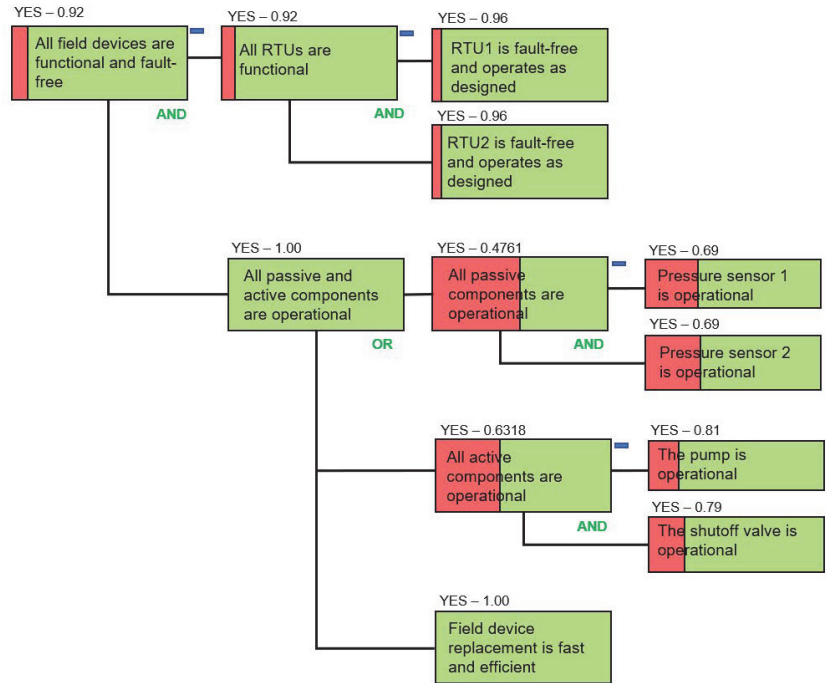 YES – 0.92
All field devices are
functional and fault-
free
AND
YES – 0.92
All RTUs are
functional
AND
YES – 0.96
RTU1 is fault-free
and operates as
designed
YES – 0.96
RTU2 is fault-free
and operates as
designed
YES – 1.00
All passive and
active components
are operational
OR
YES – 0.4761
All passive
components are
operational
AND
YES – 0.69
Pressure sensor 1
is operational
YES – 0.69
Pressure sensor 2
is operational
YES – 0.6318
All active
components are
operational
AND
YES – 0.81
The pump is
operational
YES – 0.79
The shutoff valve is
operational
YES – 1.00
Field device
replacement is fast
and efficient